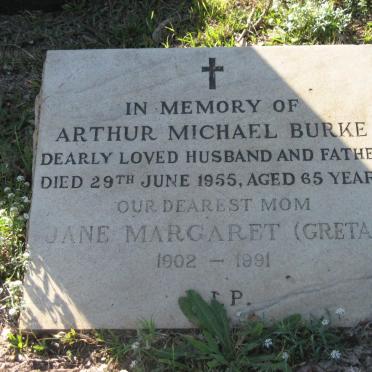 IN MEMORY OF
ARTHUR MICHAEL BURKE
DEARLY LOVED HUSBAND AND FATHE
DIED 29TH JUNE 1955, AGED 65 YEAR
OUR DEAREST MOM
JANE MARGARET (GRETA
1902 – 1991
I.P.